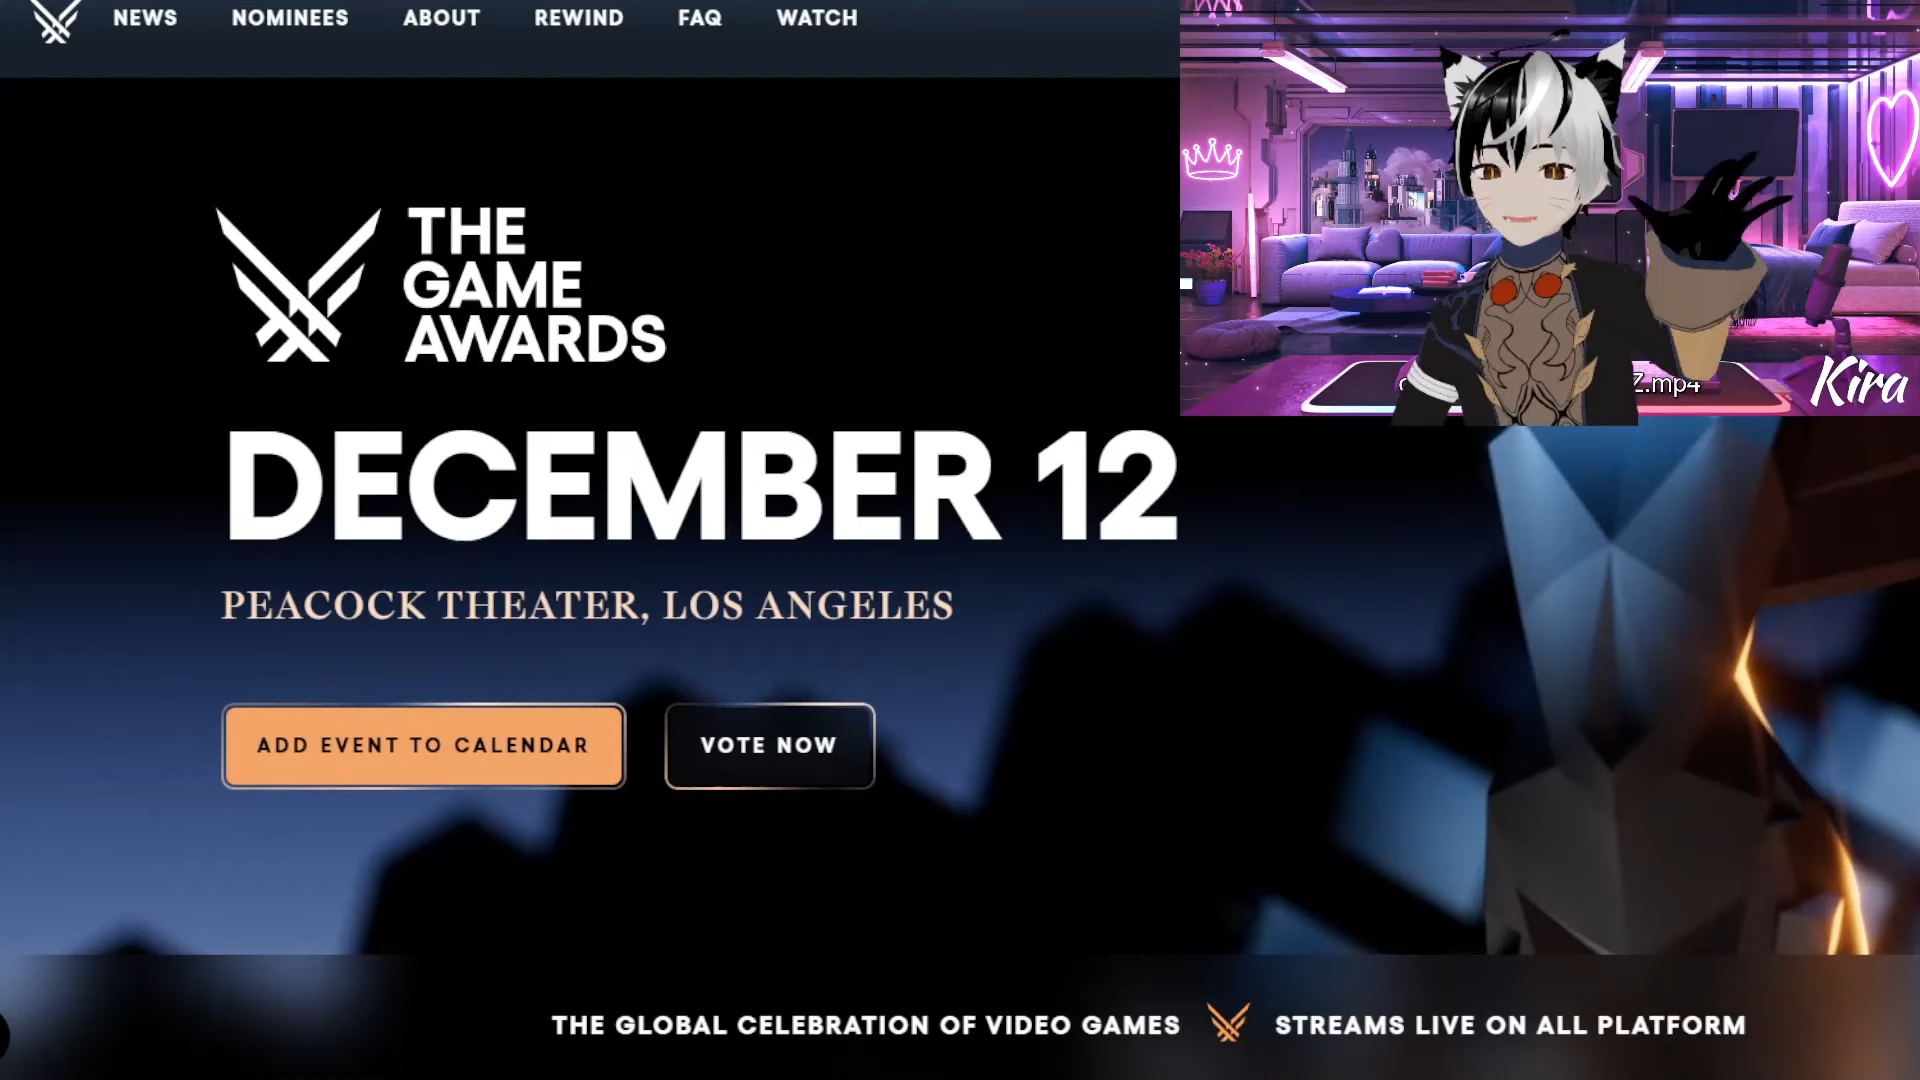 NEWS NOMINEES ABOUT REWIND FAQ WATCH
THE
GAME
AWARDS
DECEMBER 12
PEACOCK THEATER, LOS ANGELES
ADD EVENT TO CALENDAR
VOTE NOW
Z.mp4
Kira
THE GLOBAL CELEBRATION OF VIDEO GAMES
STREAMS LIVE ON ALL PLATFORM